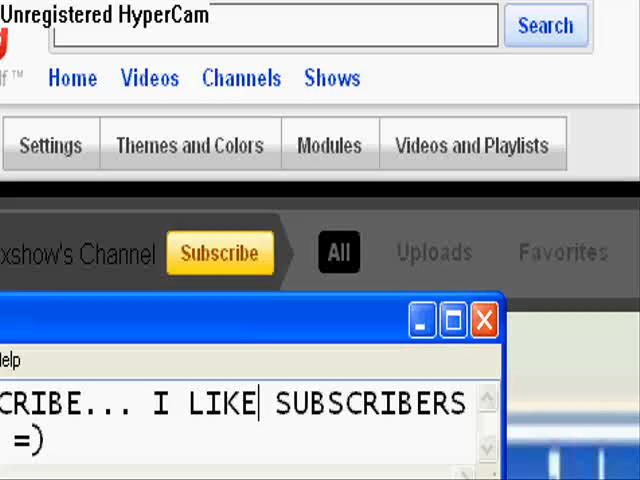 Unregistered HyperCam
Search
Home Videos Channels Shows
Settings Themes and Colors Modules Videos and Playlists
xshow's Channel Subscribe All Uploads Favorites
elp
CRIBE... I LIKE SUBSCRIBERS
=)